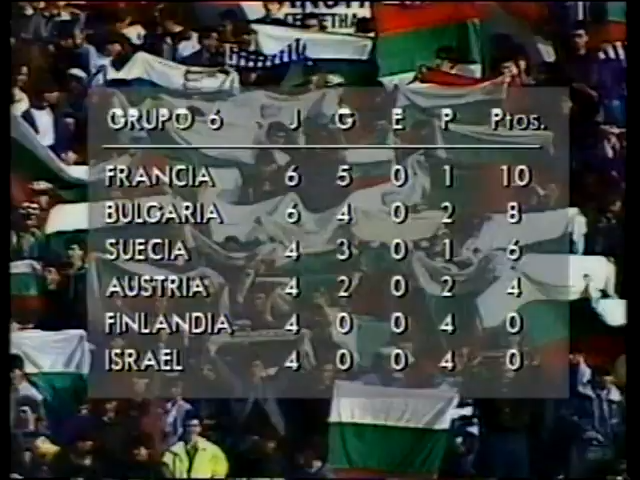 GRUPO 6 J G E P Ptos.
FRANCIA 6 5 0 1 10
BULGARIA 6 4 0 2 8
SUECIA 4 3 0 1 6
AUSTRIA 4 2 0 2 4
FINLANDIA 4 0 0 4 0
ISRAEL 4 0 0 4 0